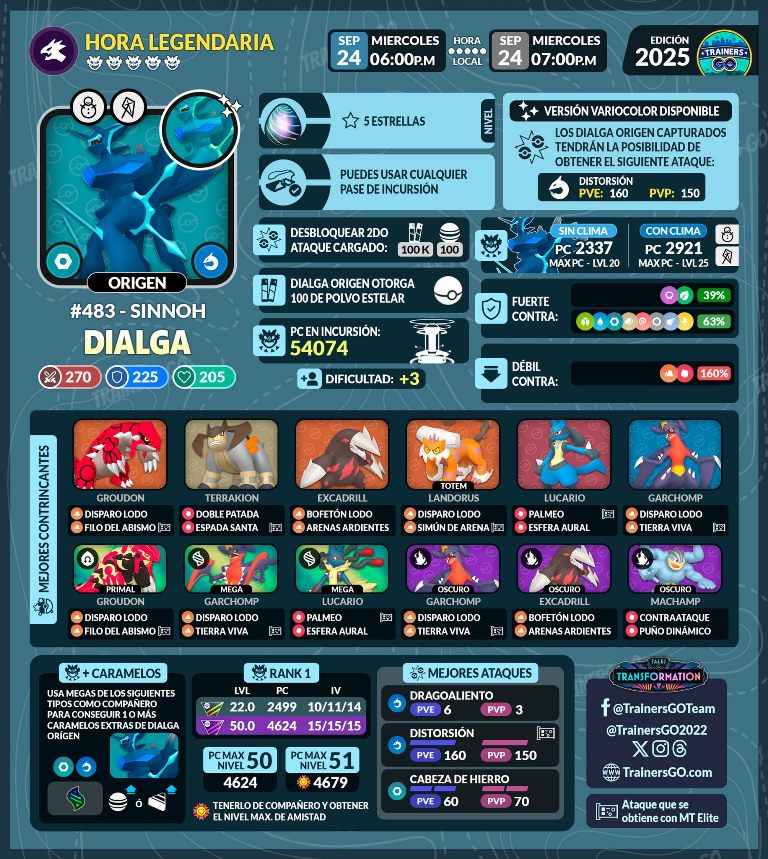 HORA LEGENDARIA
SEP 24 MIERCOLES 06:00P.M
HORA LOCAL
SEP 24 MIERCOLES 07:00P.M
EDICIÓN 2025
TRAINERS GO
ORIGEN
#483 - SINNOH
DIALGA
270 225 205
5 ESTRELLAS
NIVEL
PUEDES USAR CUALQUIER
PASE DE INCURSIÓN
VERSIÓN VARIOCOLOR DISPONIBLE
LOS DIALGA ORIGEN CAPTURADOS
TENDRÁN LA POSIBILIDAD DE
OBTENER EL SIGUIENTE ATAQUE:
DISTORSIÓN
PVE: 160 PVP: 150
DESBLOQUEAR 2DO
ATAQUE CARGADO:
100 K 100
DIALGA ORIGEN OTORGA
100 DE POLVO ESTELAR
PC EN INCURSIÓN:
54074
DIFICULTAD: +3
SIN CLIMA
PC 2337
MAX PC - LVL 20
CON CLIMA
PC 2921
MAX PC - LVL 25
FUERTE
CONTRA:
39%
63%
DÉBIL
CONTRA:
160%
MEJORES CONTRINCANTES
GROUDON
DISPARO LODO
FILO DEL ABISMO
TERRAKION
DOBLE PATADA
ESPADA SANTA
EXCADRILL
BOFETÓN LODO
ARENAS ARDIENTES
TOTEM
LANDORUS
DISPARO LODO
SIMÚN DE ARENA
LUCARIO
PALMEO
ESFERA AURAL
GARCHOMP
DISPARO LODO
TIERRA VIVA
PRIMAL
GROUDON
DISPARO LODO
FILO DEL ABISMO
MEGA
GARCHOMP
DISPARO LODO
TIERRA VIVA
MEGA
LUCARIO
PALMEO
ESFERA AURAL
OSCURO
GARCHOMP
DISPARO LODO
TIERRA VIVA
OSCURO
EXCADRILL
BOFETÓN LODO
ARENAS ARDIENTES
OSCURO
MACHAMP
CONTRAATAQUE
PUÑO DINÁMICO
+ CARAMELOS
USA MEGAS DE LOS SIGUIENTES
TIPOS COMO COMPAÑERO
PARA CONSEGUIR 1 O MÁS
CARAMELOS EXTRAS DE DIALGA
ORÍGEN
ó
RANK 1
LVL PC IV
22.0 2499 10/11/14
50.0 4624 15/15/15
PC MAX NIVEL 50
4624
PC MAX NIVEL 51
4679
TENERLO DE COMPAÑERO Y OBTENER
EL NIVEL MAX. DE AMISTAD
MEJORES ATAQUES
DRAGOALIENTO
PVE 6 PVP 3
DISTORSIÓN
PVE 160 PVP 150
CABEZA DE HIERRO
PVE 60 PVP 70
TALES OF
TRANSFORMATION
@TrainersGOTeam
@TrainersGO2022
TrainersGO.com
Ataque que se
obtiene con MT Elite